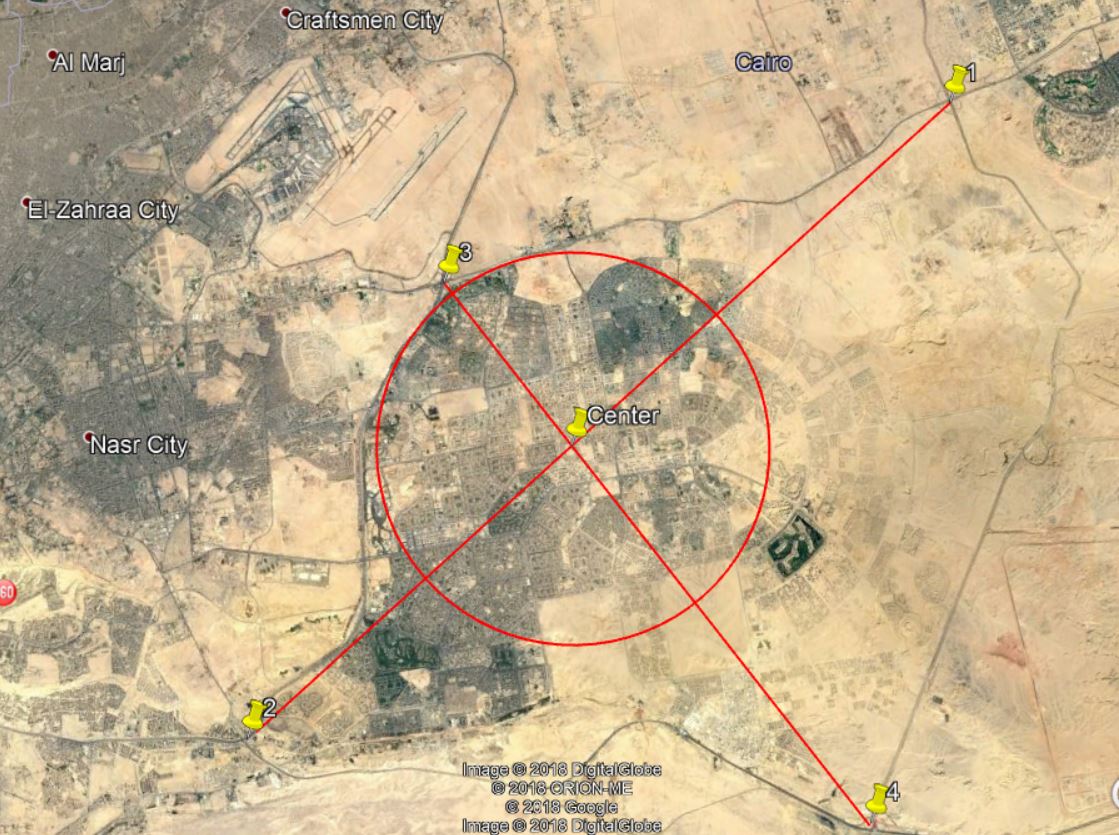 Craftsmen City
Al Marj
Cairo
1
El-Zahraa City
3
Center
Nasr City
60
2
4
Image © 2018 DigitalGlobe
© 2018 ORION-ME
© 2018 Google
Image © 2018 DigitalGlobe